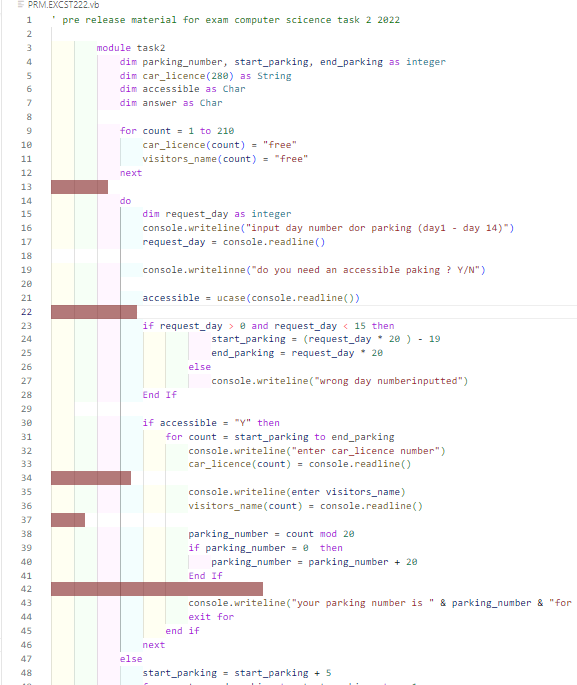 PRM.EXCST222.vb
1 ' pre release material for exam computer scicence task 2 2022
2
3 module task2
4 dim parking_number, start_parking, end_parking as integer
5 dim car_licence(280) as String
6 dim accessible as Char
7 dim answer as Char
8
9 for count = 1 to 210
10 car_licence(count) = "free"
11 visitors_name(count) = "free"
12 next
13
14 do
15 dim request_day as integer
16 console.writeline("input day number dor parking (day1 - day 14)")
17 request_day = console.readline()
18
19 console.writelinne("do you need an accessible paking ? Y/N")
20
21 accessible = ucase(console.readline())
22
23 if request_day > 0 and request_day < 15 then
24 start_parking = (request_day * 20 ) - 19
25 end_parking = request_day * 20
26 else
27 console.writeline("wrong day numberinputted")
28 End If
29
30 if accessible = "Y" then
31 for count = start_parking to end_parking
32 console.writeline("enter car_licence number")
33 car_licence(count) = console.readline()
34
35 console.writeline(enter visitors_name)
36 visitors_name(count) = console.readline()
37
38 parking_number = count mod 20
39 if parking_number = 0 then
40 parking_number = parking_number + 20
41 End If
42
43 console.writeline("your parking number is " & parking_number & "for
44 exit for
45 end if
46 next
47 else
48 start_parking = start_parking + 5